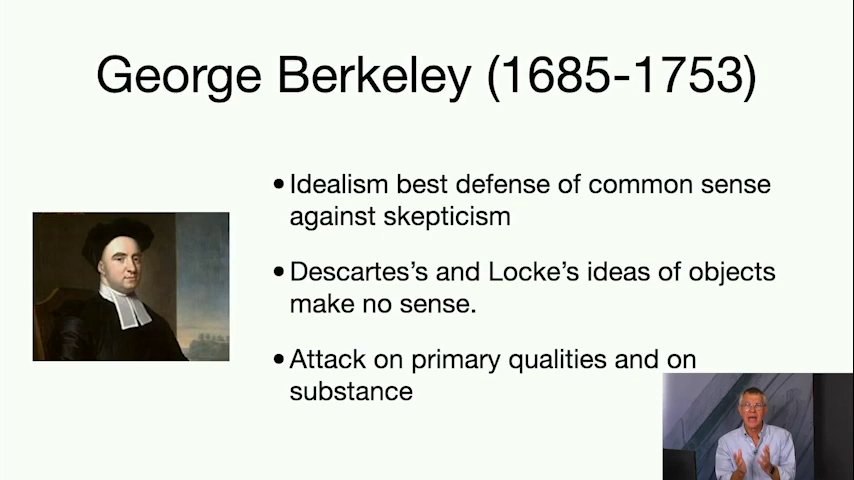 George Berkeley (1685-1753)
• Idealism best defense of common sense
against skepticism
• Descartes's and Locke's ideas of objects
make no sense.
• Attack on primary qualities and on
substance